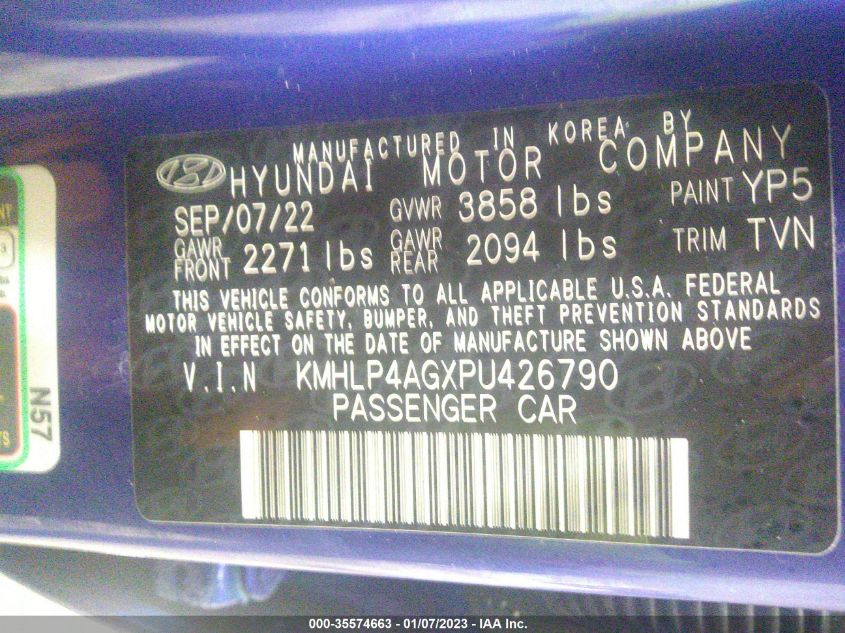 MANUFACTURED IN KOREA BY
HYUNDAI MOTOR COMPANY
SEP/07/22 GVWR 3858 lbs PAINT YP5
GAWR FRONT 2271 lbs GAWR REAR 2094 lbs TRIM TVN
THIS VEHICLE CONFORMS TO ALL APPLICABLE U.S.A. FEDERAL
MOTOR VEHICLE SAFETY, BUMPER, AND THEFT PREVENTION STANDARDS
IN EFFECT ON THE DATE OF MANUFACTURE SHOWN ABOVE
V.I.N KMHLP4AGXPU426790
PASSENGER CAR
N57
000-35574663 - 01/07/2023 - IAA Inc.